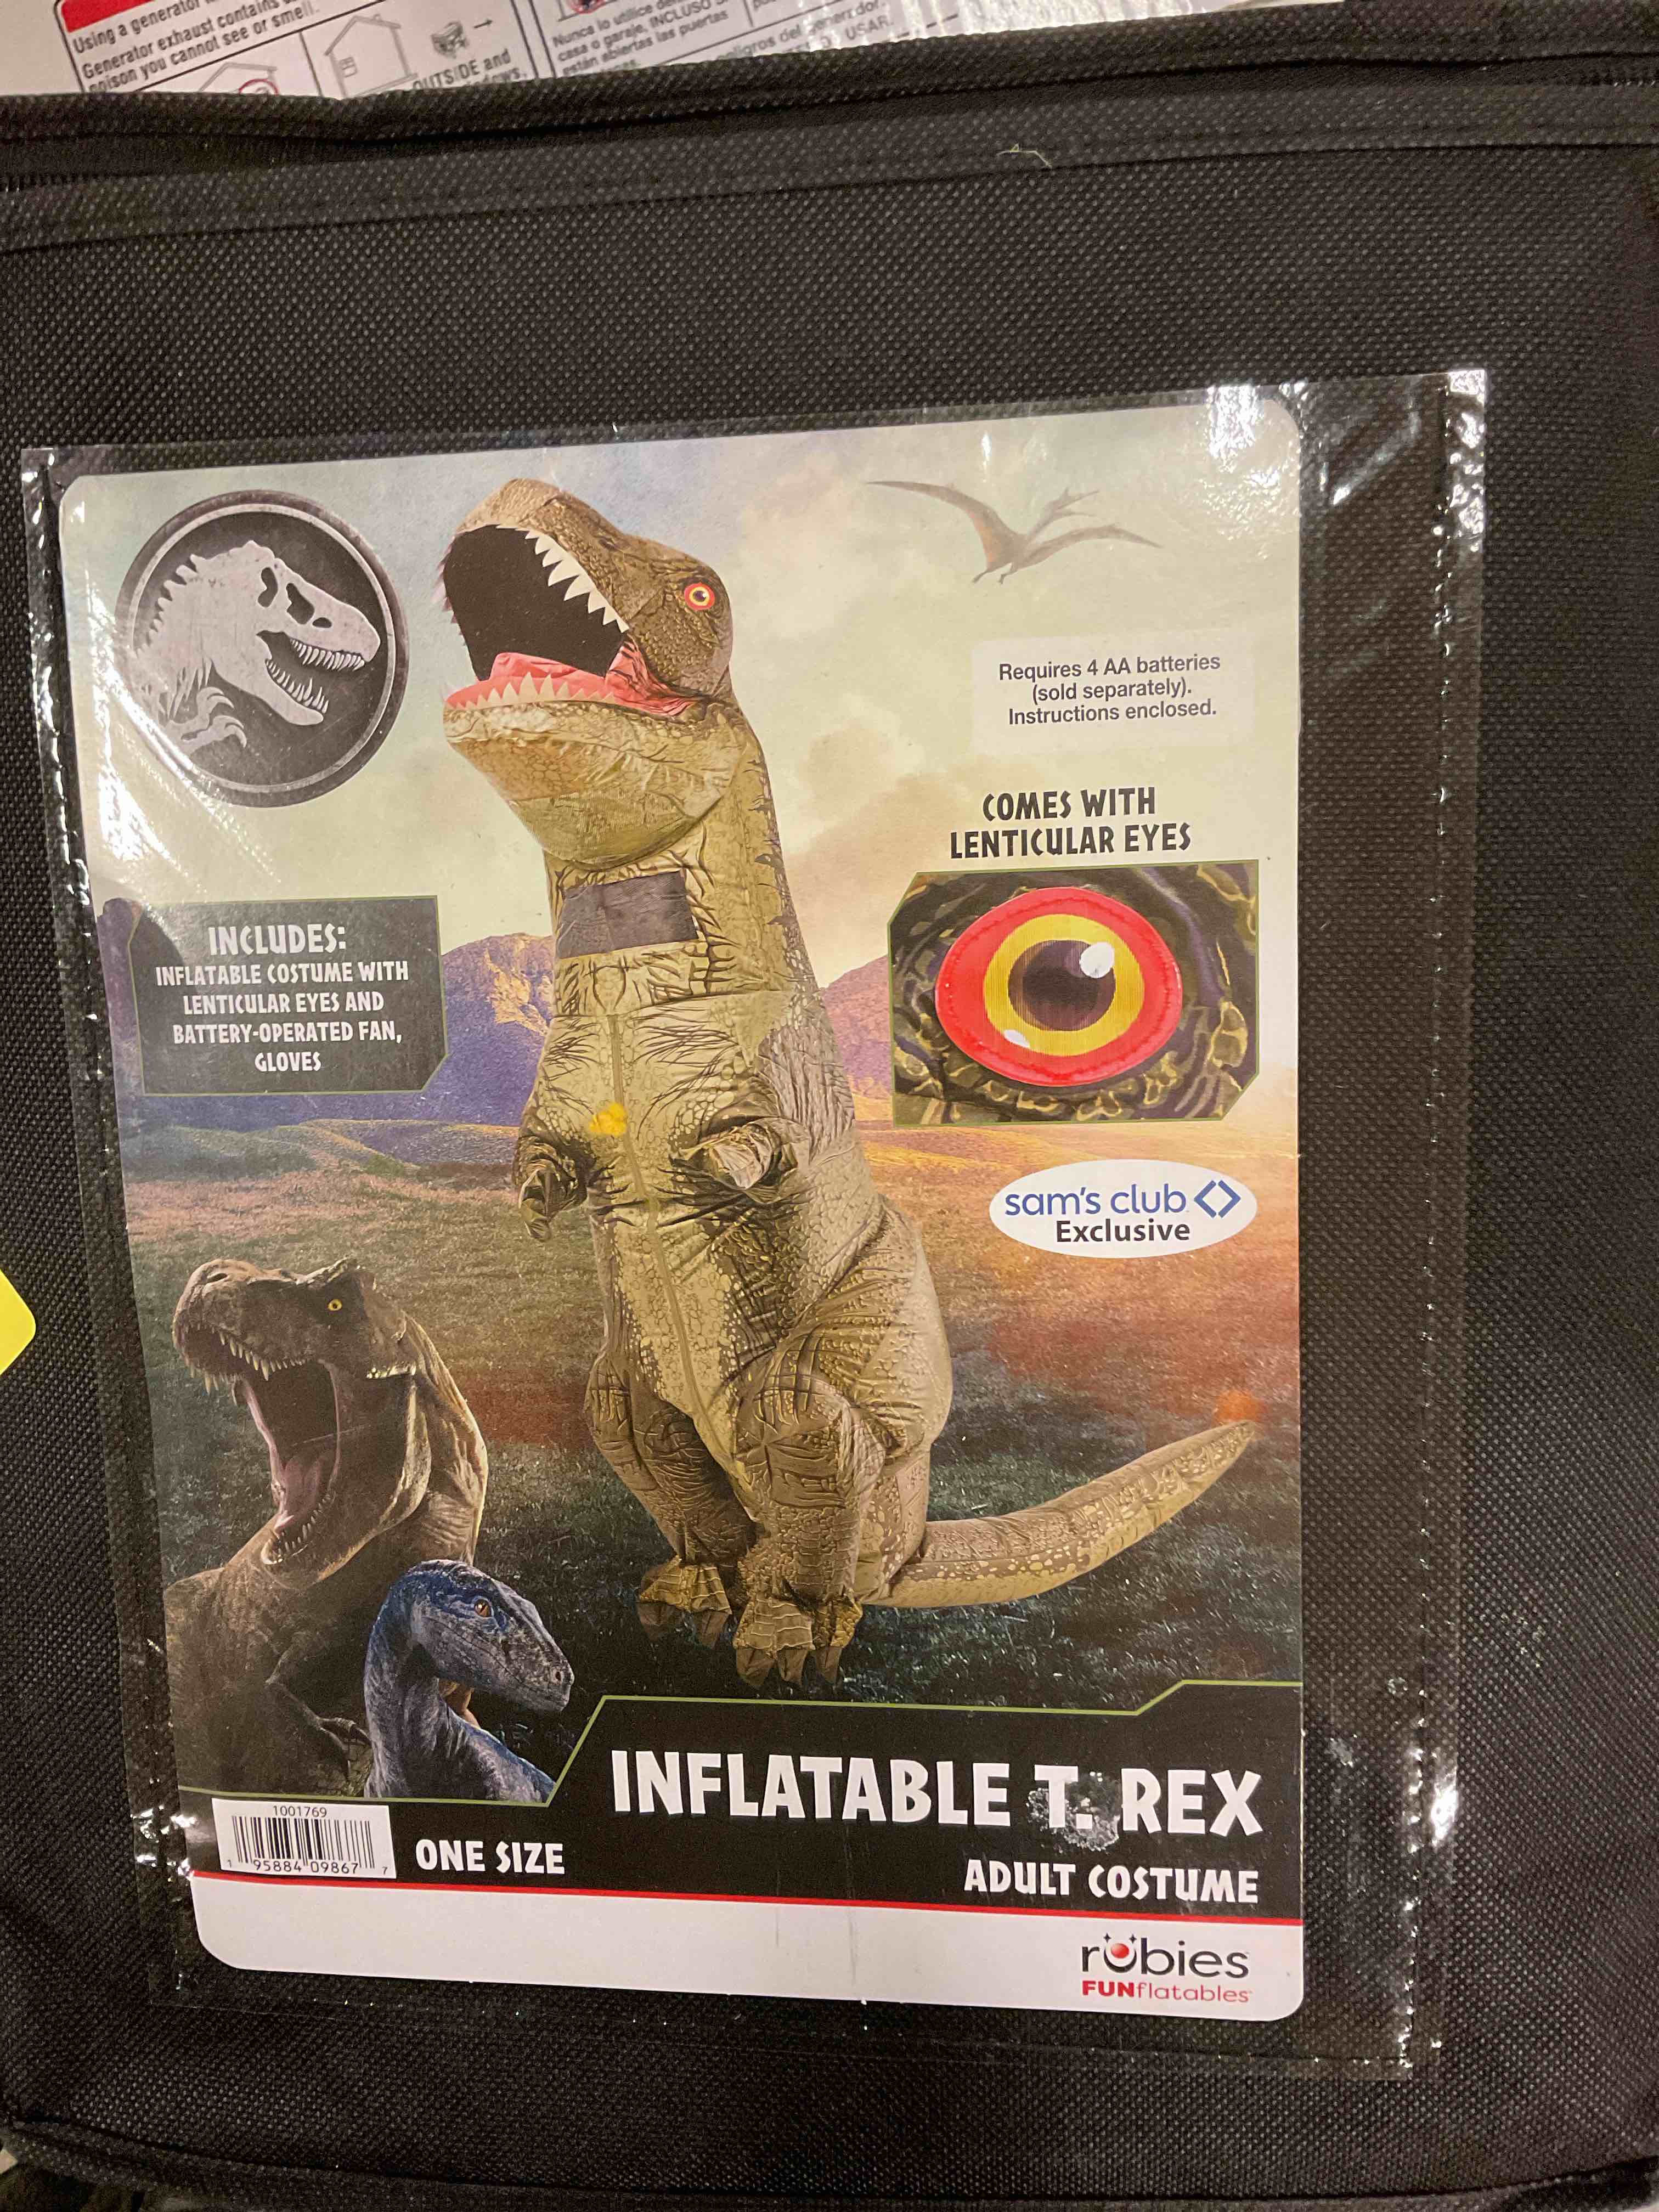 Using a generator
Generator exhaust contains
poison you cannot see or smell.
OUTSIDE and
Nunca lo utilice
casa o garaje, INCLUSO
están abiertas las puertas
USAR.
Requires 4 AA batteries
(sold separately).
Instructions enclosed.
COMES WITH
LENTICULAR EYES
INCLUDES:
INFLATABLE COSTUME WITH
LENTICULAR EYES AND
BATTERY-OPERATED FAN,
GLOVES
sam's club
Exclusive
INFLATABLE T. REX
1001769
1 95884 09867 7
ONE SIZE
ADULT COSTUME
rubies
FUNflatables